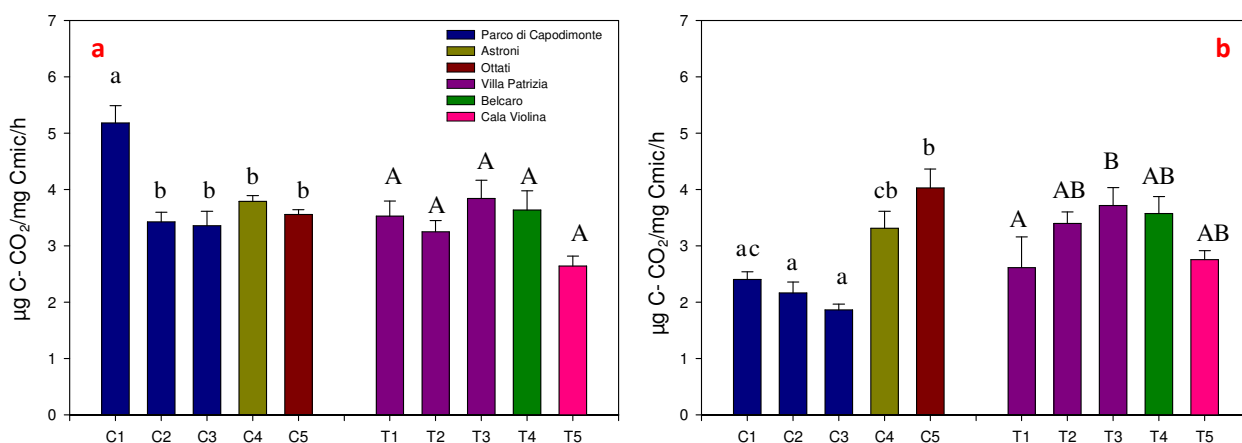 a
µg C- CO₂/mg Cmic/h
7
6
5
4
3
2
1
0
Parco di Capodimonte
Astroni
Ottati
Villa Patrizia
Belcaro
Cala Violina
a b b b b A A A A A
C1 C2 C3 C4 C5 T1 T2 T3 T4 T5
b
µg C- CO₂/mg Cmic/h
7
6
5
4
3
2
1
0
ac a a cb b A AB B AB AB
C1 C2 C3 C4 C5 T1 T2 T3 T4 T5